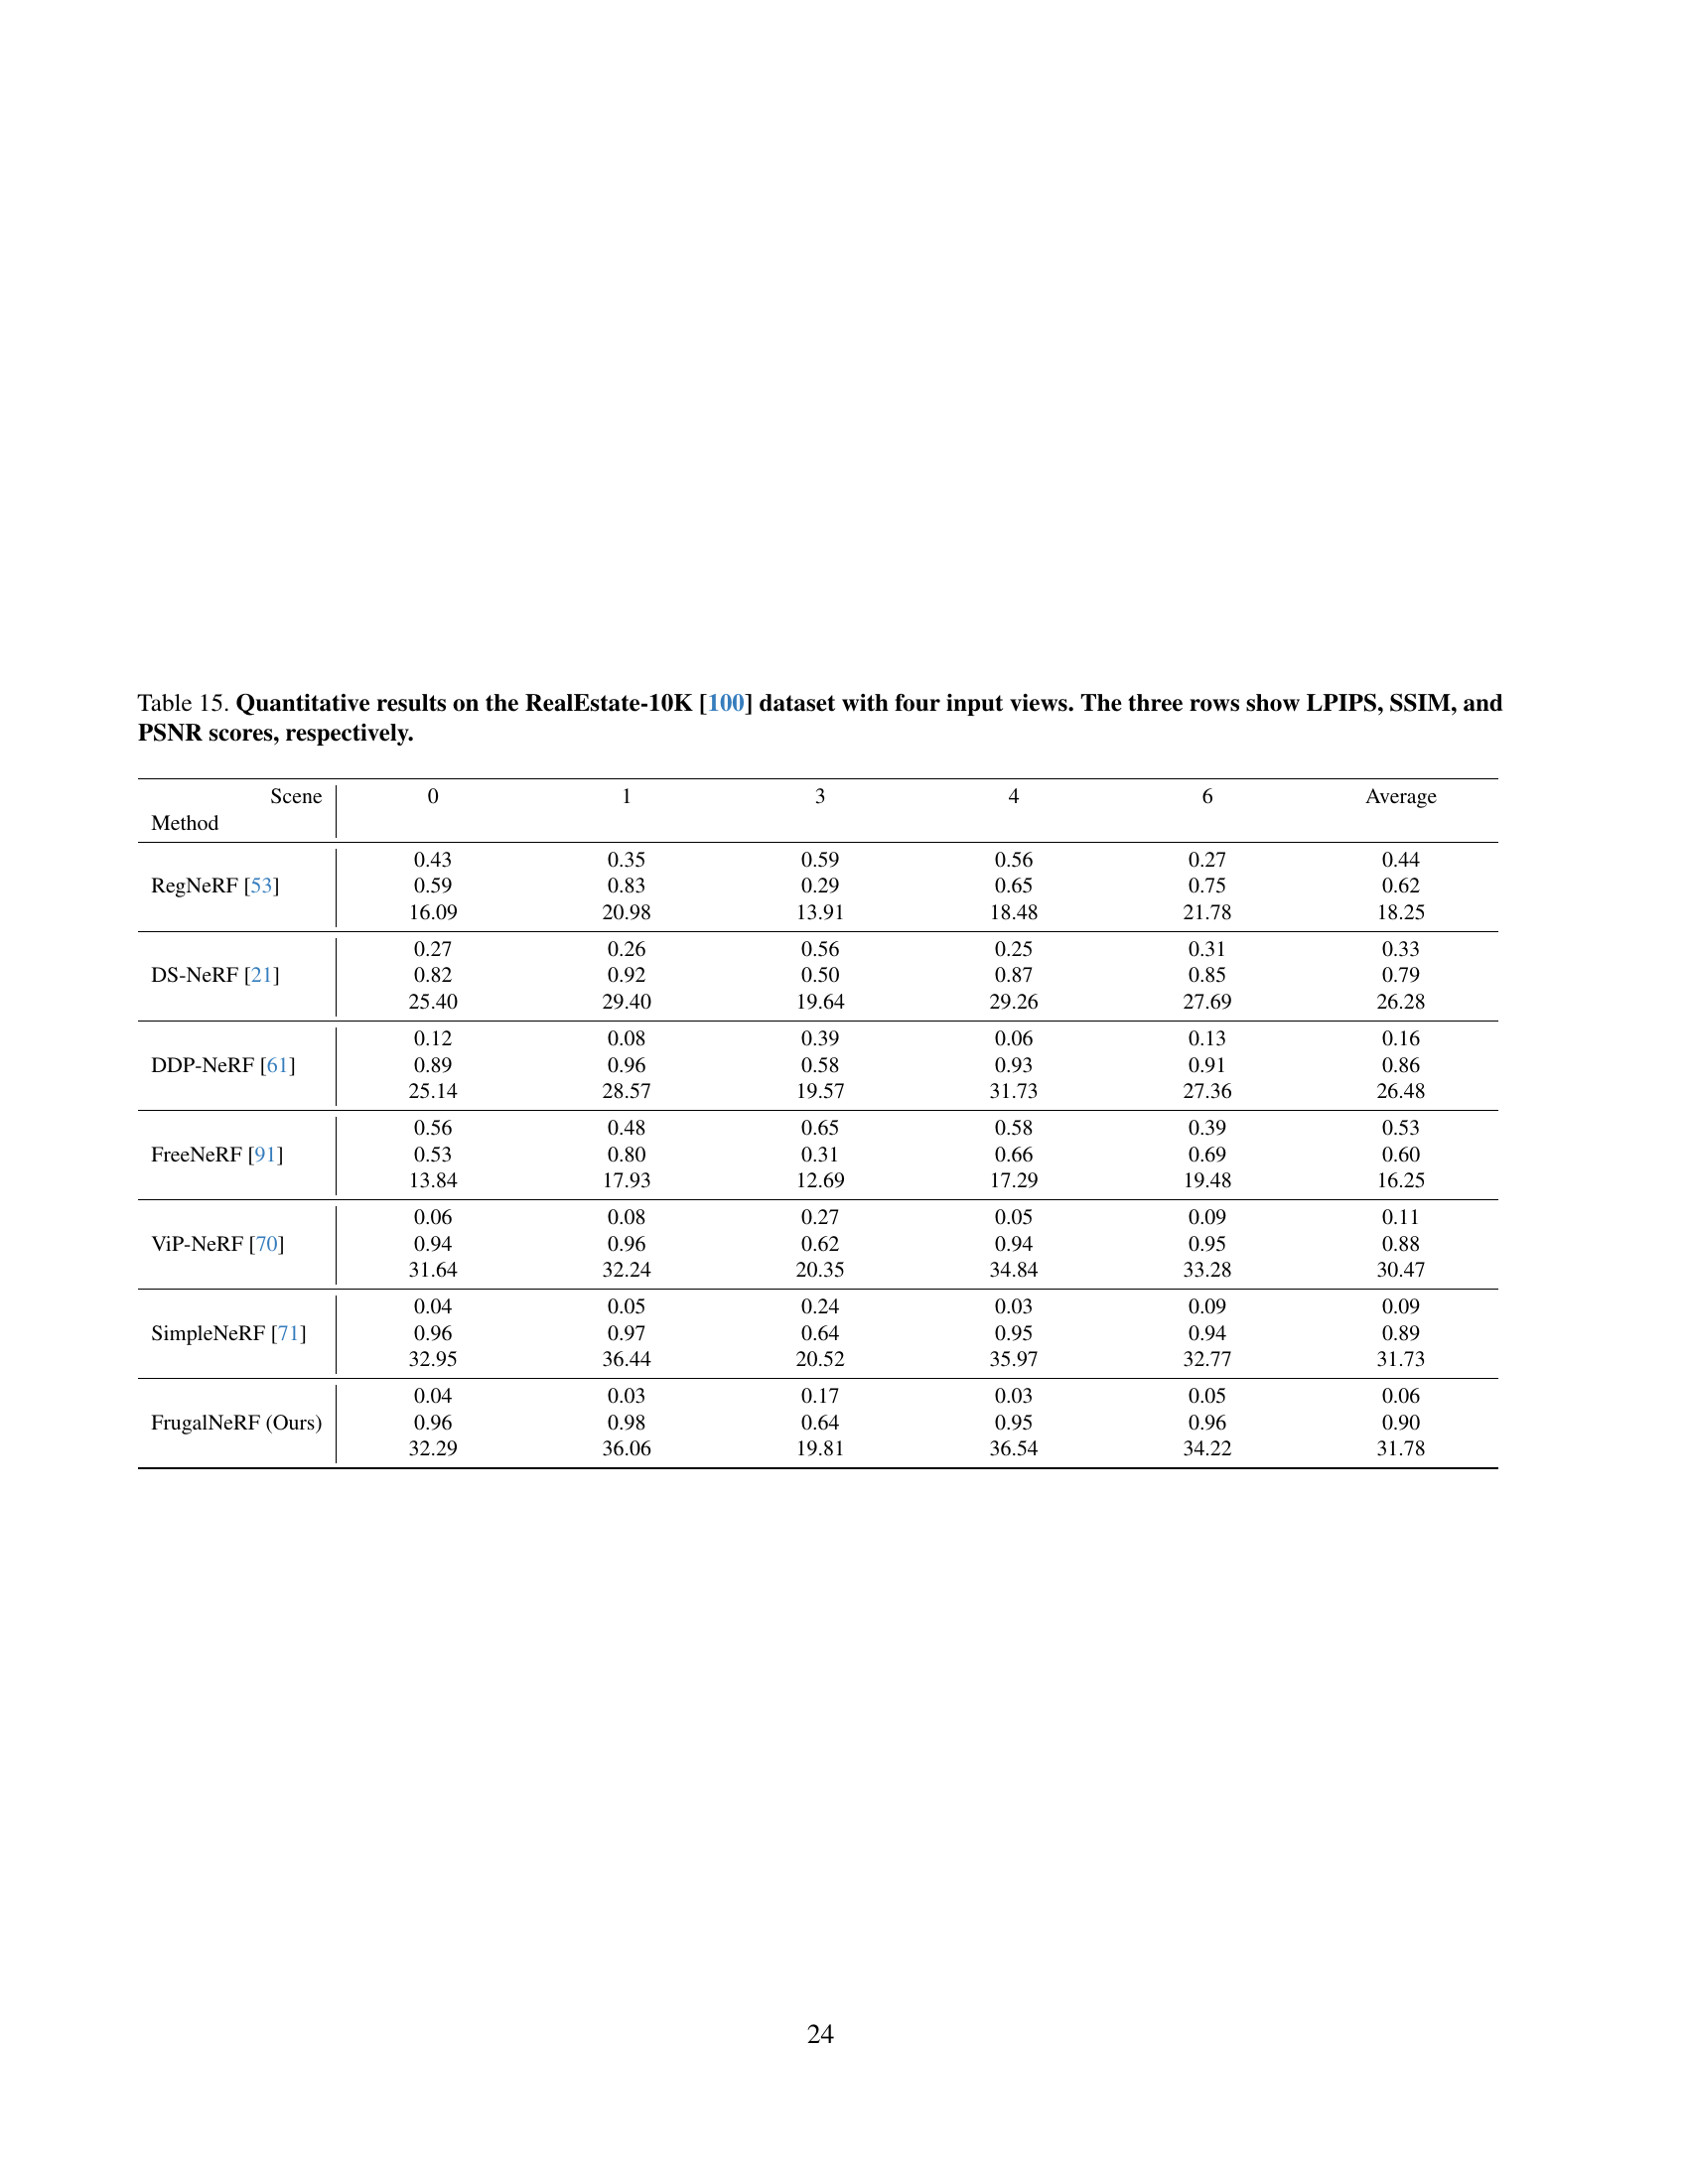 Table 15. Quantitative results on the RealEstate-10K [100] dataset with four input views. The three rows show LPIPS, SSIM, and
PSNR scores, respectively.
Scene 0 1 3 4 6 Average
Method
0.43 0.35 0.59 0.56 0.27 0.44
RegNeRF [53] 0.59 0.83 0.29 0.65 0.75 0.62
16.09 20.98 13.91 18.48 21.78 18.25
0.27 0.26 0.56 0.25 0.31 0.33
DS-NeRF [21] 0.82 0.92 0.50 0.87 0.85 0.79
25.40 29.40 19.64 29.26 27.69 26.28
0.12 0.08 0.39 0.06 0.13 0.16
DDP-NeRF [61] 0.89 0.96 0.58 0.93 0.91 0.86
25.14 28.57 19.57 31.73 27.36 26.48
0.56 0.48 0.65 0.58 0.39 0.53
FreeNeRF [91] 0.53 0.80 0.31 0.66 0.69 0.60
13.84 17.93 12.69 17.29 19.48 16.25
0.06 0.08 0.27 0.05 0.09 0.11
ViP-NeRF [70] 0.94 0.96 0.62 0.94 0.95 0.88
31.64 32.24 20.35 34.84 33.28 30.47
0.04 0.05 0.24 0.03 0.09 0.09
SimpleNeRF [71] 0.96 0.97 0.64 0.95 0.94 0.89
32.95 36.44 20.52 35.97 32.77 31.73
0.04 0.03 0.17 0.03 0.05 0.06
FrugalNeRF (Ours) 0.96 0.98 0.64 0.95 0.96 0.90
32.29 36.06 19.81 36.54 34.22 31.78
24